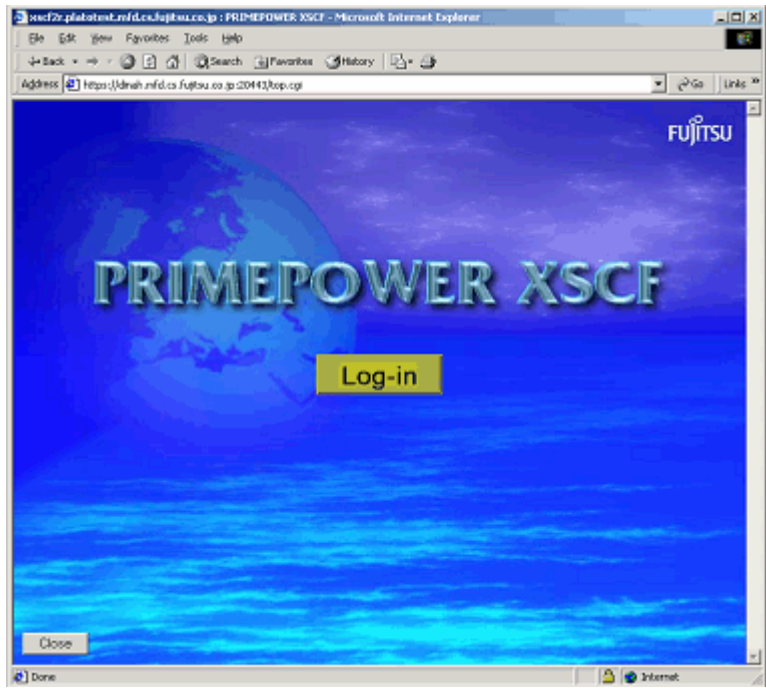 xscf2r.platotest.mfd.cs.fujitsu.co.jp : PRIMEPOWER XSCF - Microsoft Internet Explorer
File Edit View Favorites Tools Help
Back Search Favorites History
Address https://dinah.mfd.cs.fujitsu.co.jp:20443/top.cgi Go Links »
FUJITSU
PRIMEPOWER XSCF
Log-in
Close
Done Internet